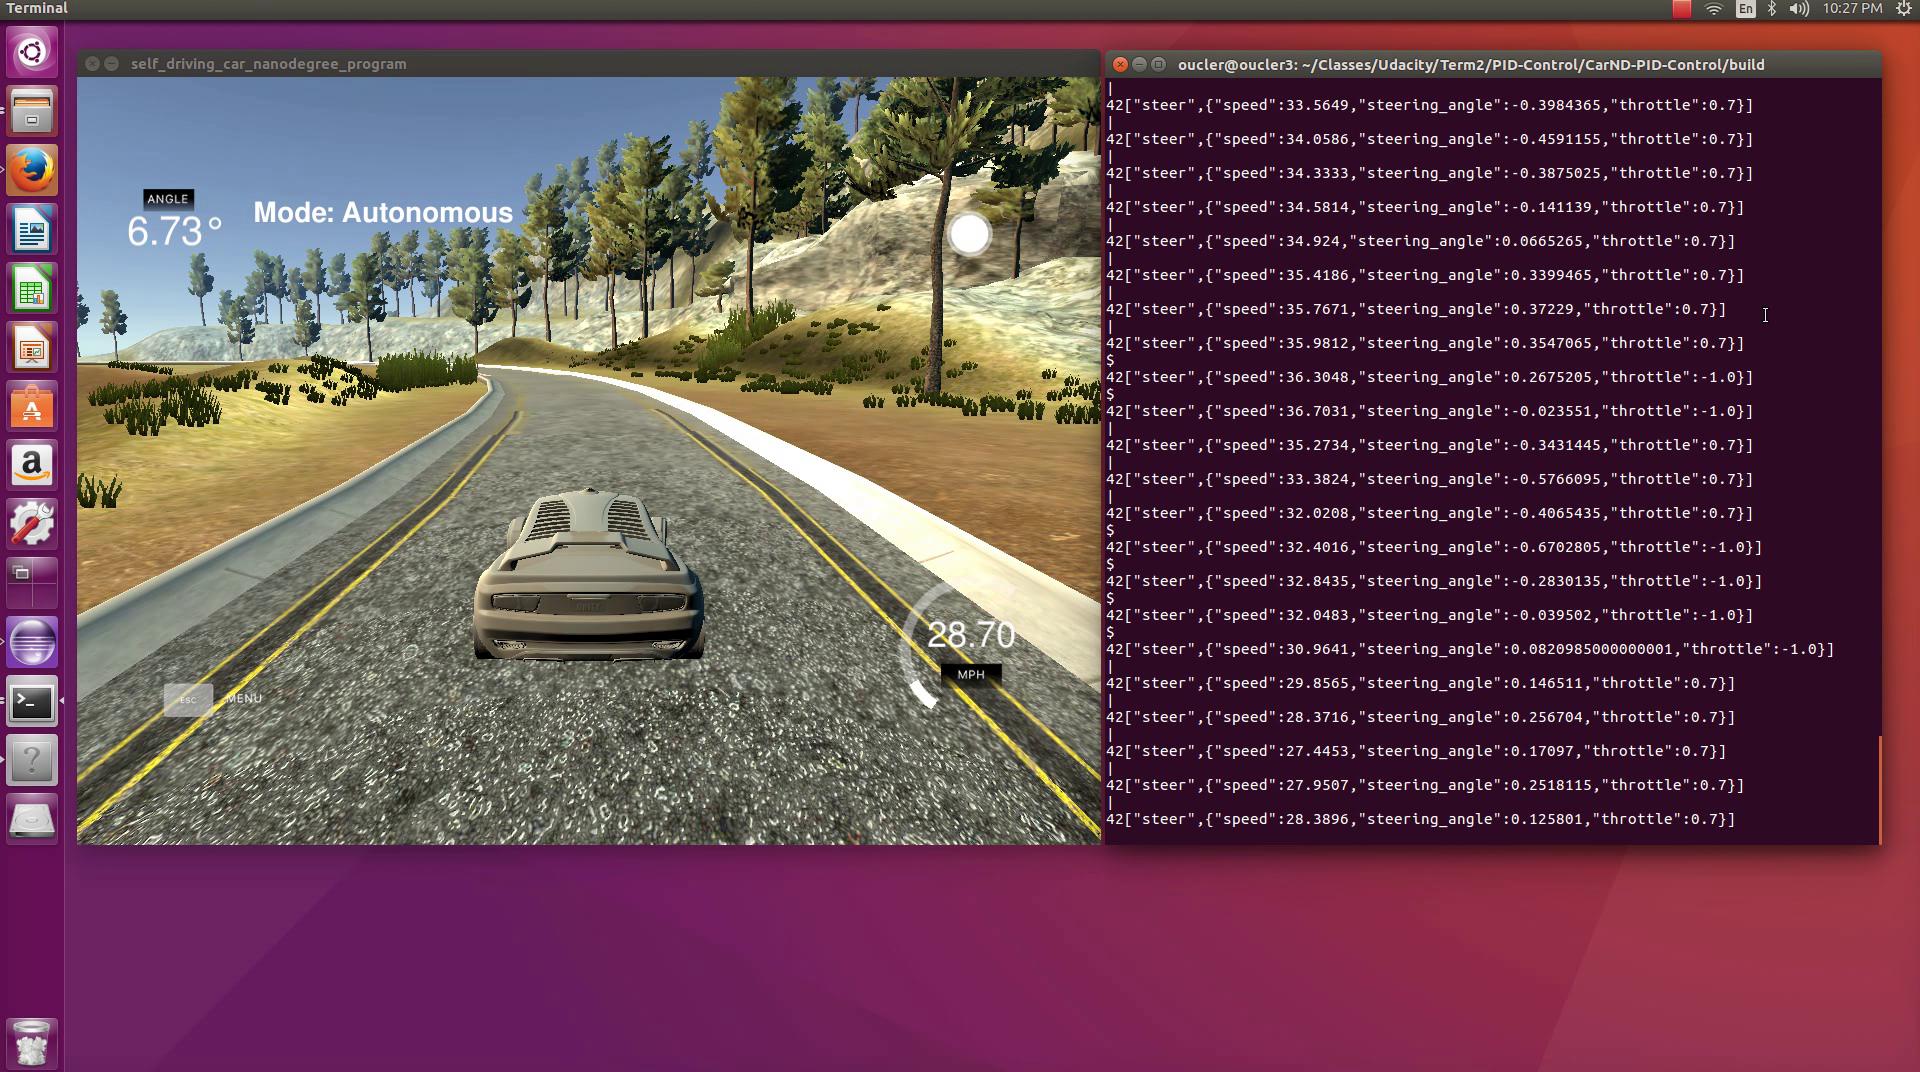 Terminal
En
10:27 PM
self_driving_car_nanodegree_program
ANGLE
6.73°
Mode: Autonomous
28.70
MPH
ESC
MENU
oucler@oucler3: ~/Classes/Udacity/Term2/PID-Control/CarND-PID-Control/build
|
42["steer",{"speed":33.5649,"steering_angle":-0.3984365,"throttle":0.7}]
|
42["steer",{"speed":34.0586,"steering_angle":-0.4591155,"throttle":0.7}]
|
42["steer",{"speed":34.3333,"steering_angle":-0.3875025,"throttle":0.7}]
|
42["steer",{"speed":34.5814,"steering_angle":-0.141139,"throttle":0.7}]
|
42["steer",{"speed":34.924,"steering_angle":0.0665265,"throttle":0.7}]
|
42["steer",{"speed":35.4186,"steering_angle":0.3399465,"throttle":0.7}]
|
42["steer",{"speed":35.7671,"steering_angle":0.37229,"throttle":0.7}]
|
42["steer",{"speed":35.9812,"steering_angle":0.3547065,"throttle":0.7}]
$
42["steer",{"speed":36.3048,"steering_angle":0.2675205,"throttle":-1.0}]
$
42["steer",{"speed":36.7031,"steering_angle":-0.023551,"throttle":-1.0}]
|
42["steer",{"speed":35.2734,"steering_angle":-0.3431445,"throttle":0.7}]
|
42["steer",{"speed":33.3824,"steering_angle":-0.5766095,"throttle":0.7}]
|
42["steer",{"speed":32.0208,"steering_angle":-0.4065435,"throttle":0.7}]
$
42["steer",{"speed":32.4016,"steering_angle":-0.6702805,"throttle":-1.0}]
$
42["steer",{"speed":32.8435,"steering_angle":-0.2830135,"throttle":-1.0}]
$
42["steer",{"speed":32.0483,"steering_angle":-0.039502,"throttle":-1.0}]
$
42["steer",{"speed":30.9641,"steering_angle":0.0820985000000001,"throttle":-1.0}]
|
42["steer",{"speed":29.8565,"steering_angle":0.146511,"throttle":0.7}]
|
42["steer",{"speed":28.3716,"steering_angle":0.256704,"throttle":0.7}]
|
42["steer",{"speed":27.4453,"steering_angle":0.17097,"throttle":0.7}]
|
42["steer",{"speed":27.9507,"steering_angle":0.2518115,"throttle":0.7}]
|
42["steer",{"speed":28.3896,"steering_angle":0.125801,"throttle":0.7}]